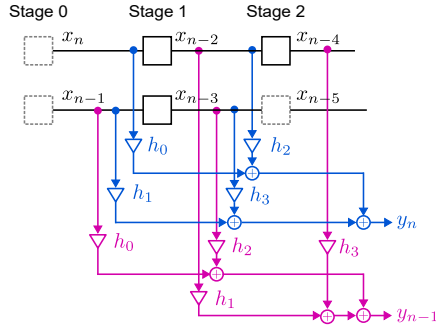 Stage 0 Stage 1 Stage 2
x_n x_{n-2} x_{n-4}
x_{n-1} x_{n-3} x_{n-5}
h_0 h_2
h_1 h_3
y_n
h_0 h_2 h_3
h_1
y_{n-1}